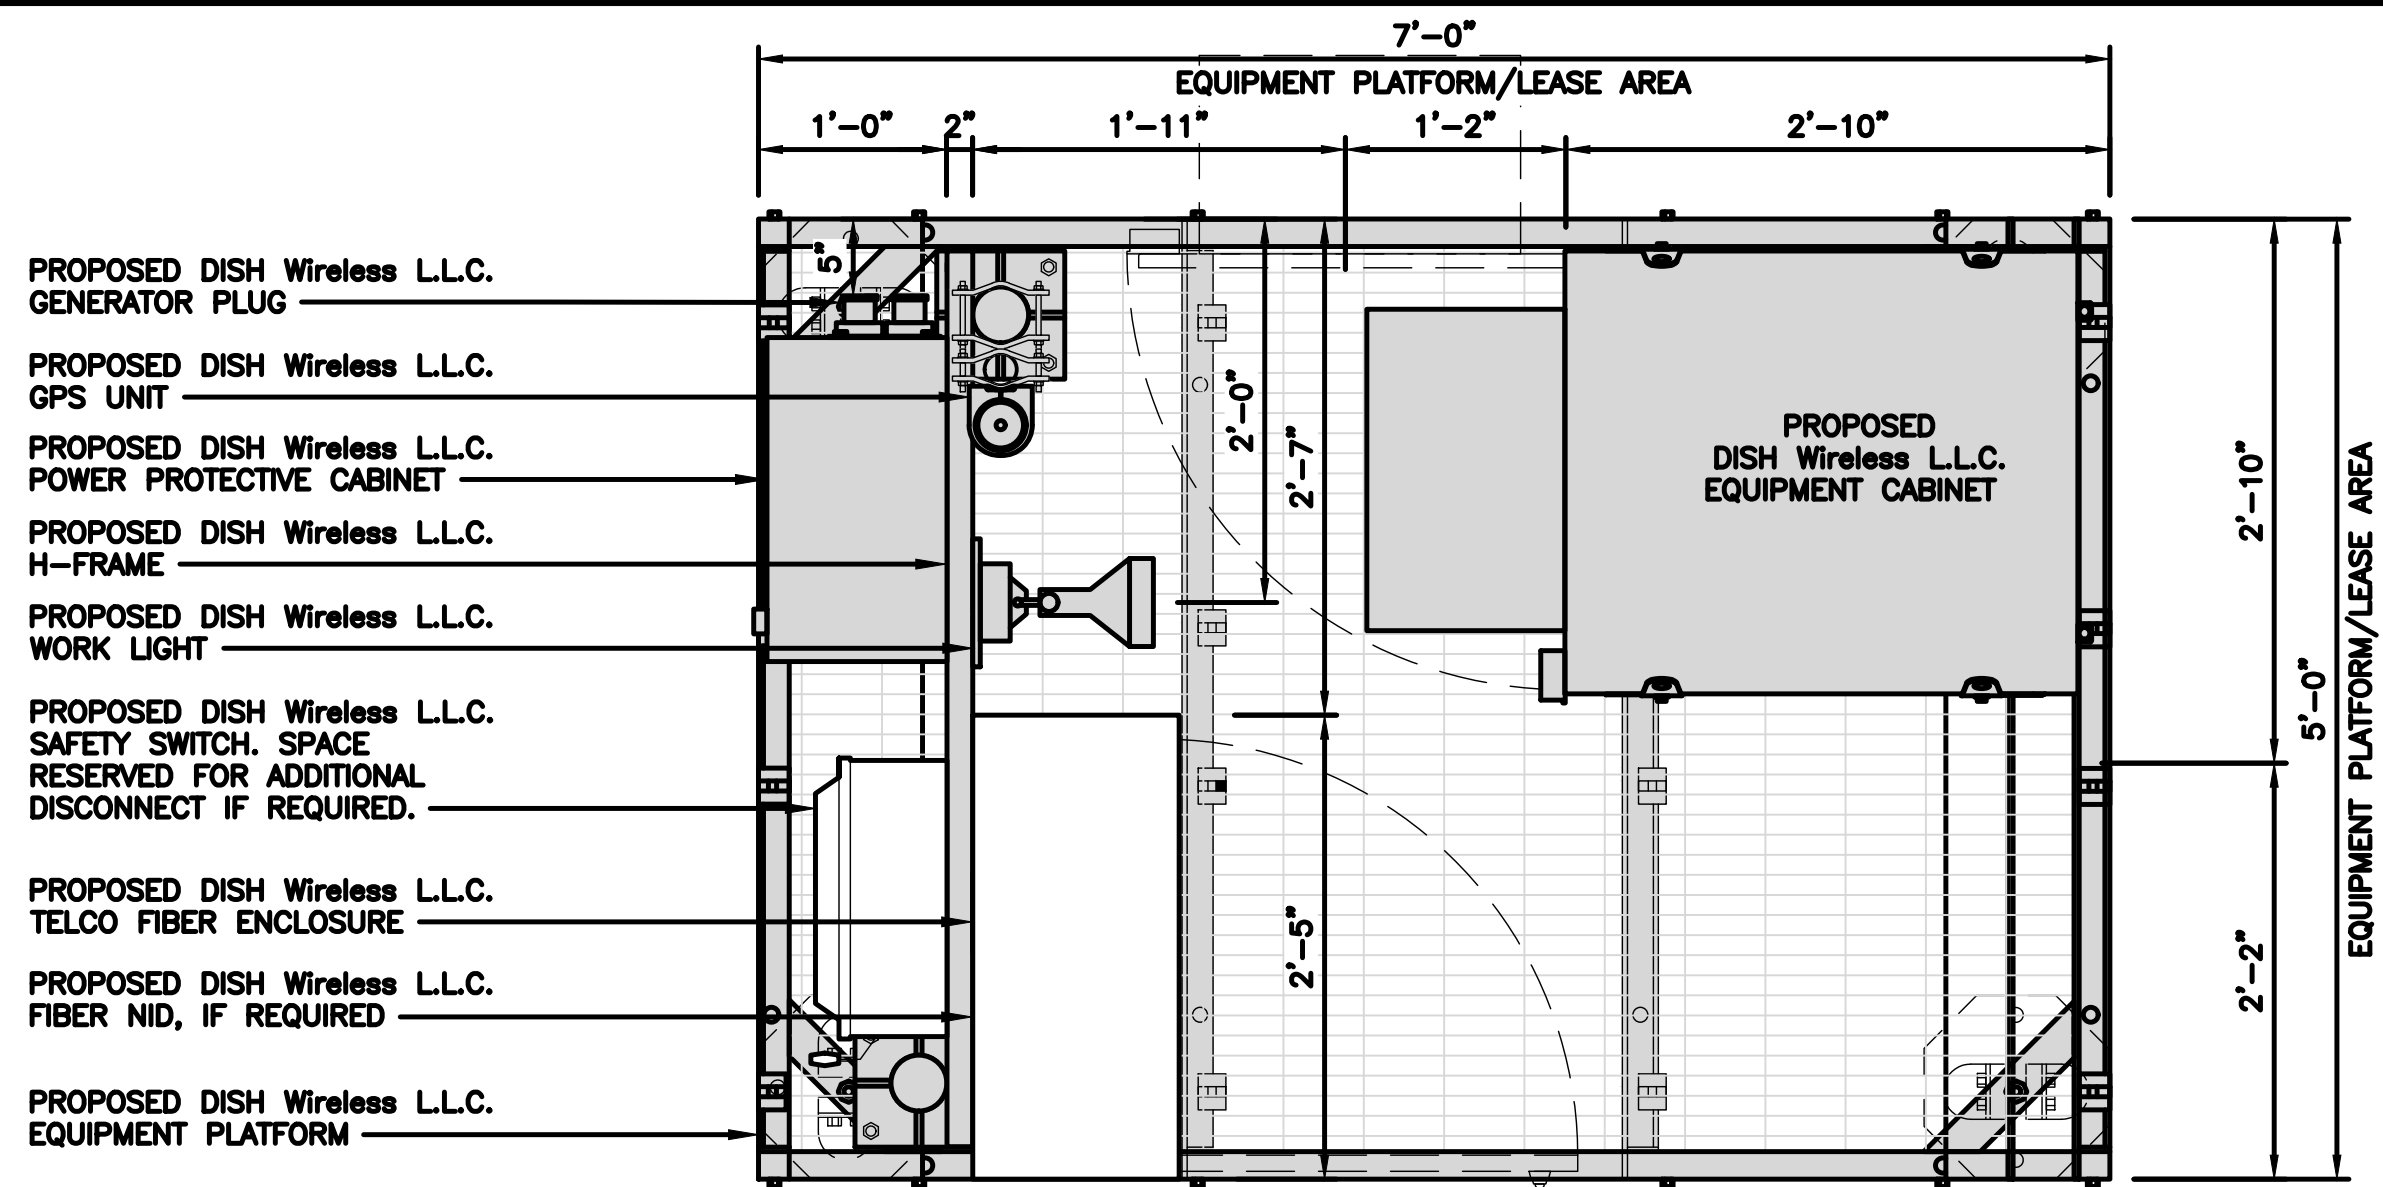 7'-0"
EQUIPMENT PLATFORM/LEASE AREA
1'-0" 2" 1'-11" 1'-2" 2'-10"
5"
PROPOSED DISH Wireless L.L.C.
GENERATOR PLUG
PROPOSED DISH Wireless L.L.C.
GPS UNIT
PROPOSED DISH Wireless L.L.C.
POWER PROTECTIVE CABINET
PROPOSED DISH Wireless L.L.C.
H-FRAME
PROPOSED DISH Wireless L.L.C.
WORK LIGHT
PROPOSED DISH Wireless L.L.C.
SAFETY SWITCH. SPACE
RESERVED FOR ADDITIONAL
DISCONNECT IF REQUIRED.
PROPOSED DISH Wireless L.L.C.
TELCO FIBER ENCLOSURE
PROPOSED DISH Wireless L.L.C.
FIBER NID, IF REQUIRED
PROPOSED DISH Wireless L.L.C.
EQUIPMENT PLATFORM
2'-0"
2'-7"
2'-5"
PROPOSED
DISH Wireless L.L.C.
EQUIPMENT CABINET
2'-10"
2'-2"
5'-0"
EQUIPMENT PLATFORM/LEASE AREA